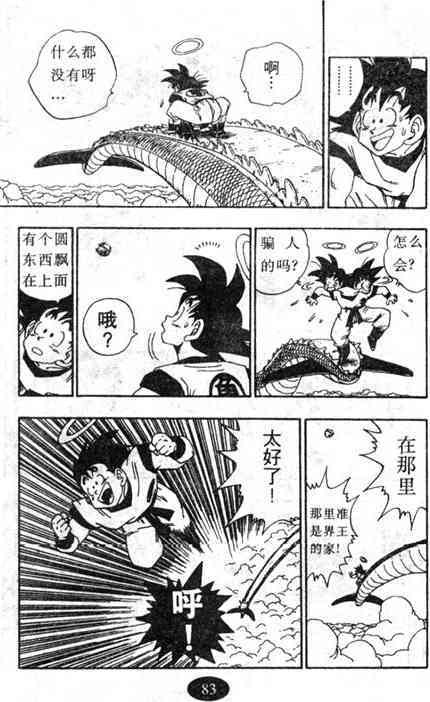 …………
啊…
什么都
没有呀
…
怎么
会？
骗人
的吗？
哦？
有个圆
东西飘
在上面
在那里
那里准
是界王
的家！
太好了！
呼！
83